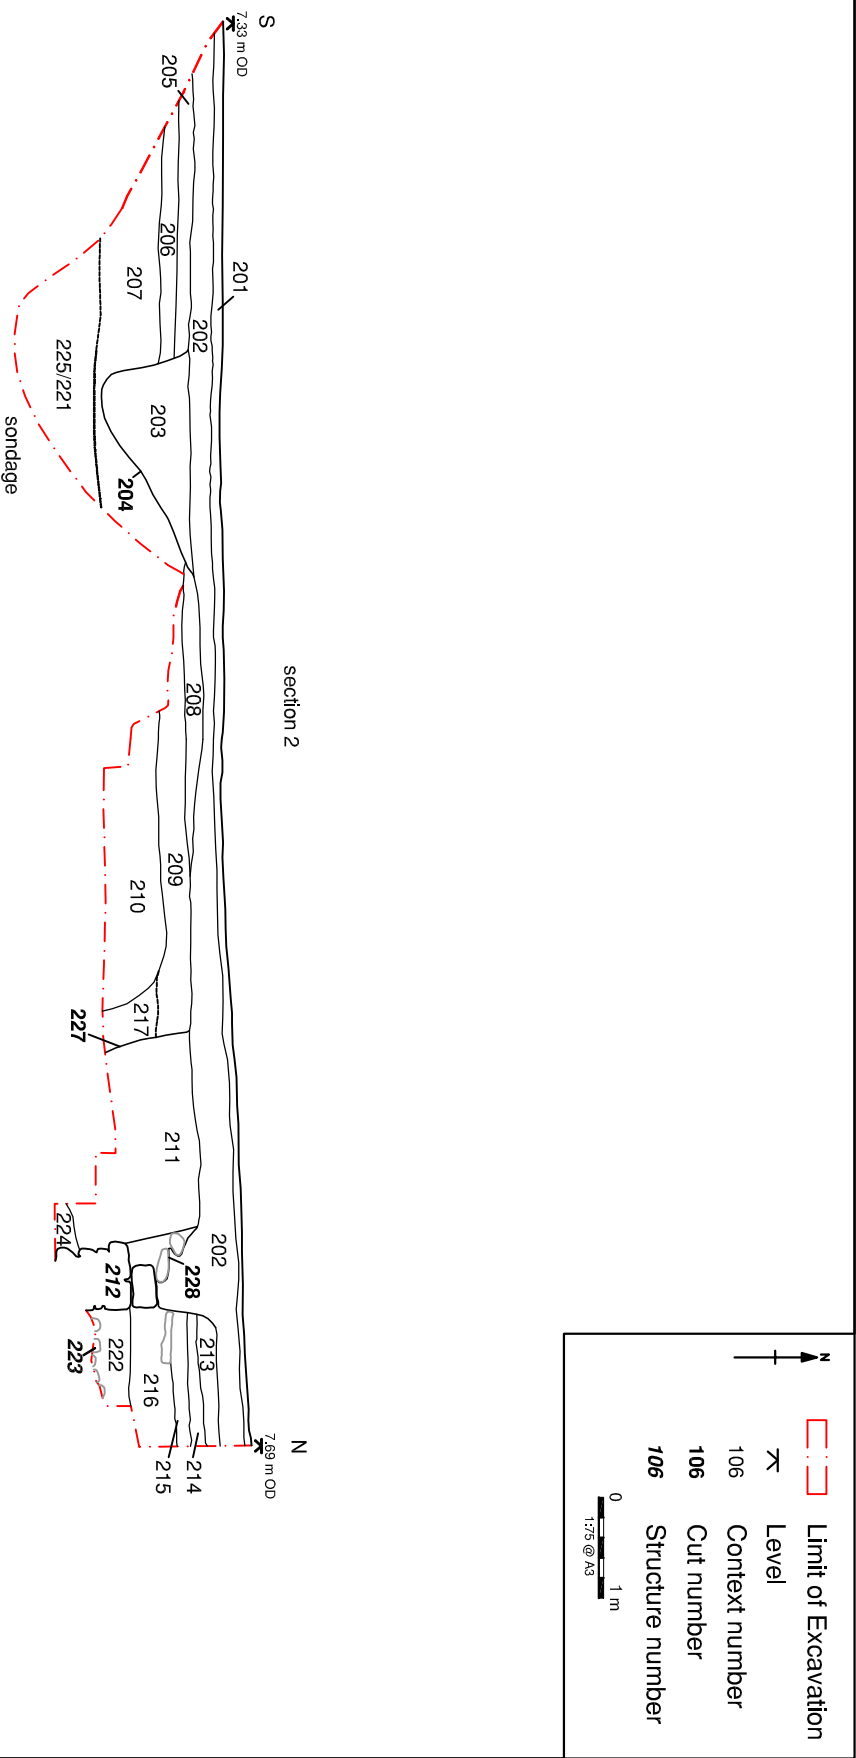 section 2
S
7.33 m OD
N
7.69 m OD
201
202
205
206
207
203
204
225/221
sondage
208
209
210
217
227
211
202
224
228
212
213
214
215
216
222
223
N
Limit of Excavation
Level
106 Context number
106 Cut number
106 Structure number
0 1 m
1:75 @ A3